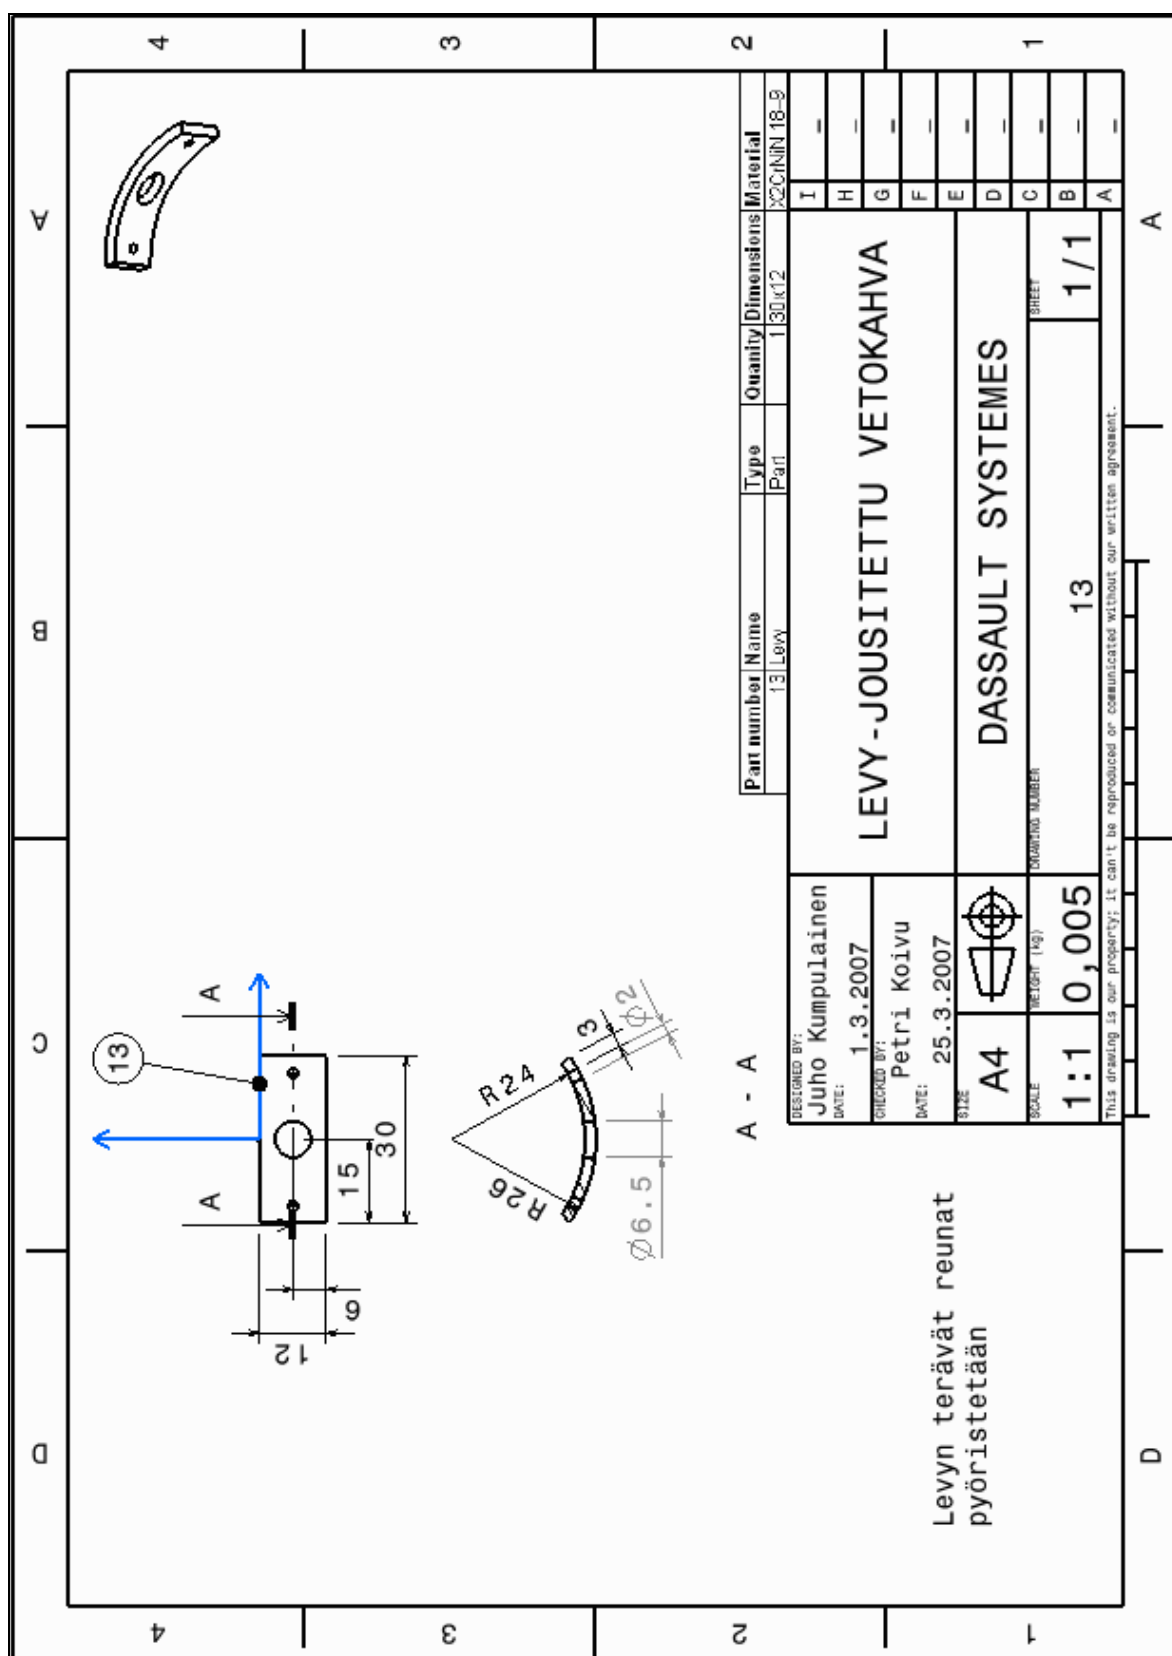 4
3
2
1
A
B
C
D
13
A
A
15
30
6
12
R24
R26
3
Ø2
Ø6.5
A - A
Levyn terävät reunat
pyöristetään
Part number Name Type Quanity Dimensions Material
13 Levy Part 1 30x12 X2CrNiN 18-9
DESIGNED BY:
Juho Kumpulainen
DATE:
1.3.2007
CHECKED BY:
Petri Koivu
DATE:
25.3.2007
SIZE
A4
SCALE
1:1
WEIGHT (kg)
0,005
LEVY-JOUSITETTU VETOKAHVA
DASSAULT SYSTEMES
DRAWING NUMBER
13
SHEET
1/1
I –
H –
G –
F –
E –
D –
C –
B –
A –
This drawing is our property; it can't be reproduced or communicated without our written agreement.
4
3
2
1
D
A